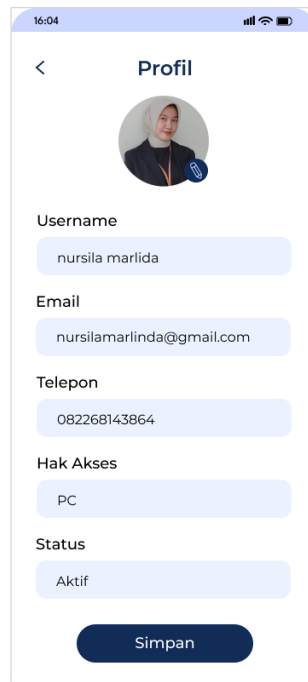 16:04
Profil
Username
nursila marlida
Email
nursilamarlinda@gmail.com
Telepon
082268143864
Hak Akses
PC
Status
Aktif
Simpan